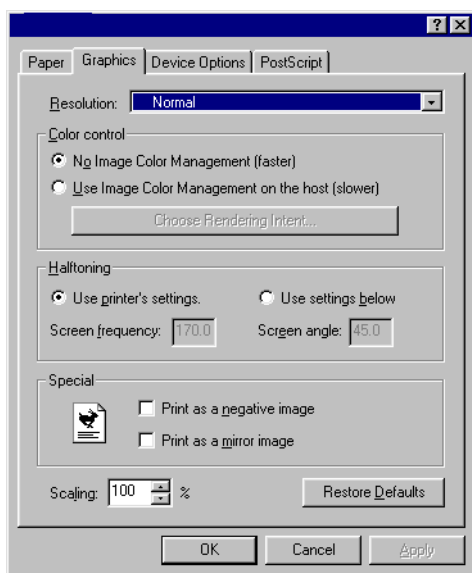 Paper Graphics Device Options PostScript
Resolution: Normal
Color control
No Image Color Management (faster)
Use Image Color Management on the host (slower)
Choose Rendering Intent...
Halftoning
Use printer's settings. Use settings below
Screen frequency: 170.0 Screen angle: 45.0
Special
Print as a negative image
Print as a mirror image
Scaling: 100 % Restore Defaults
OK Cancel Apply